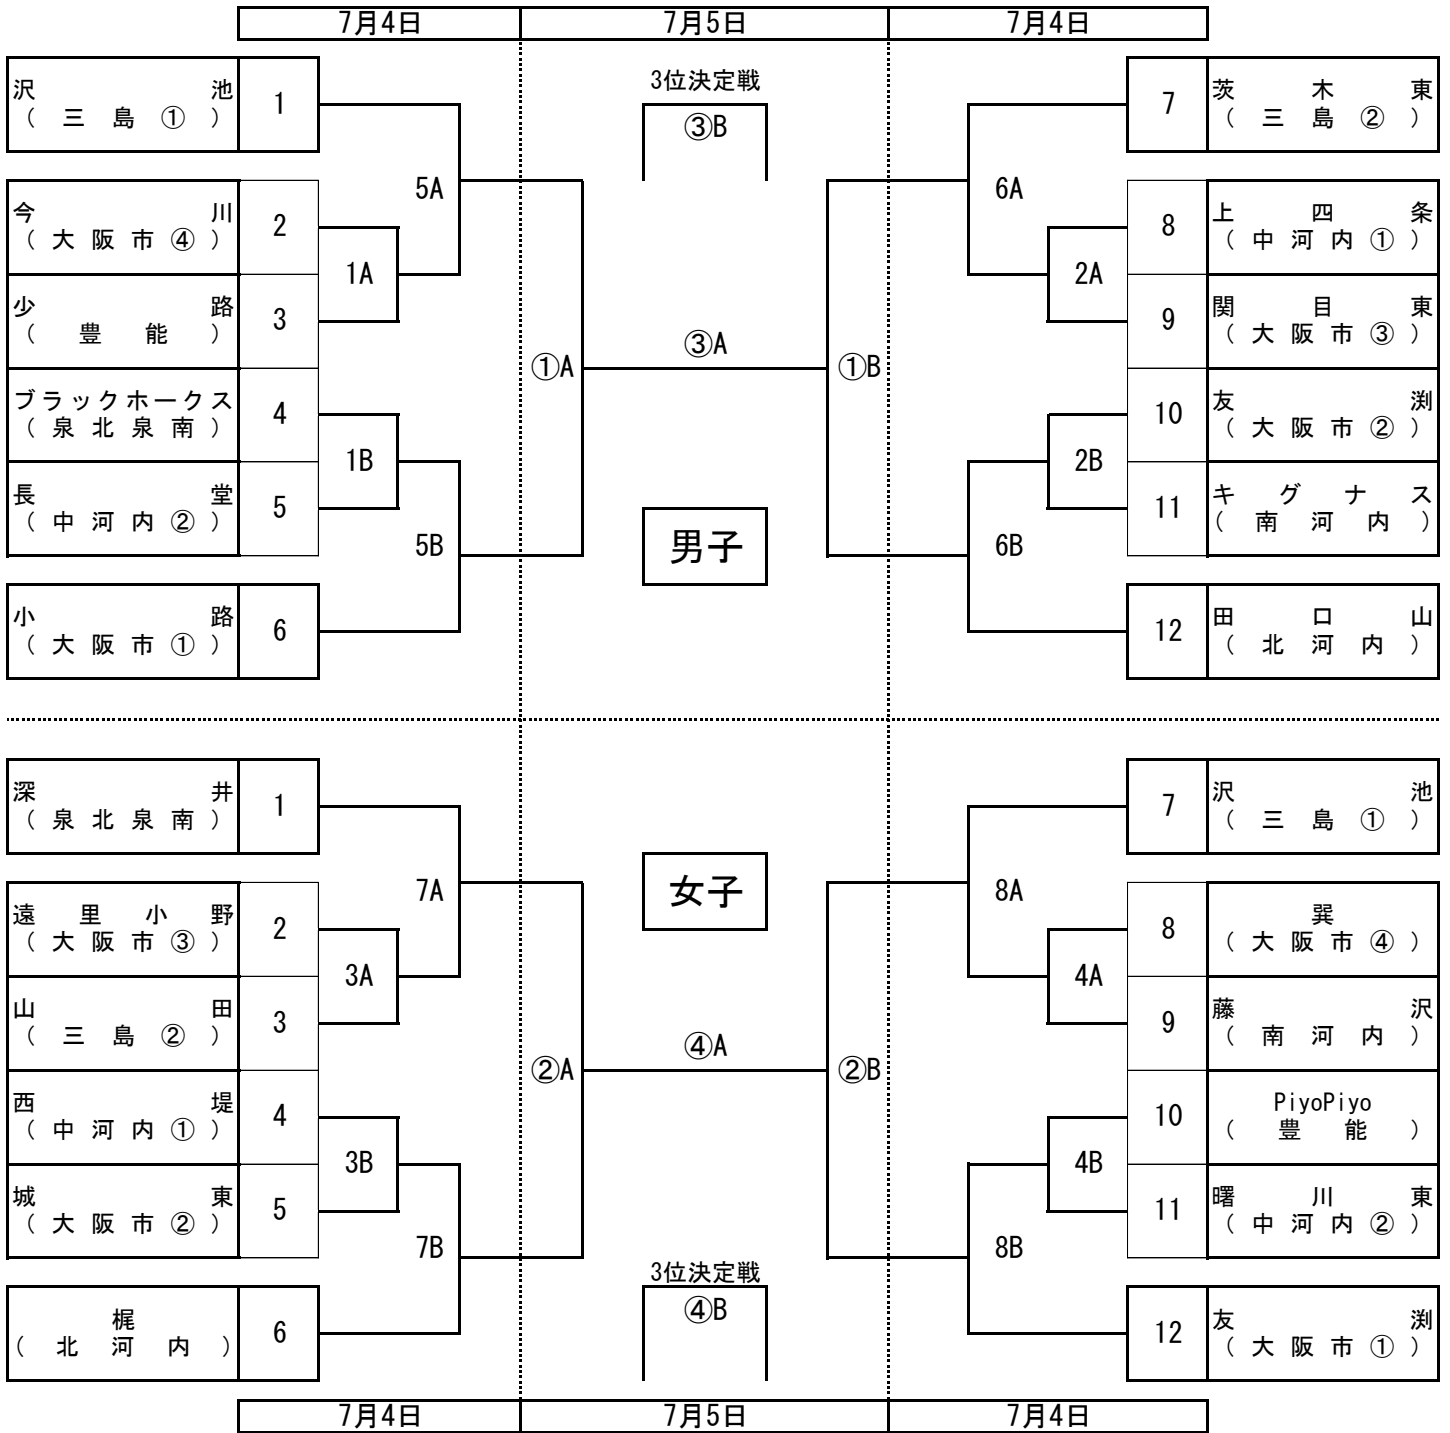 7月4日 7月5日 7月4日
3位決定戦
③B
沢池
(三島①)
1
今川
(大阪市④)
2
少路
(豊能)
3
ブラックホークス
(泉北泉南)
4
長堂
(中河内②)
5
小路
(大阪市①)
6
5A
1A
1B
5B
①A
③A
①B
男子
6A
2A
2B
6B
7
茨木東
(三島②)
8
上四条
(中河内①)
9
関目東
(大阪市③)
10
友渕
(大阪市②)
11
キグナス
(南河内)
12
田口山
(北河内)
深井
(泉北泉南)
1
遠里小野
(大阪市③)
2
山田
(三島②)
3
西堤
(中河内①)
4
城東
(大阪市②)
5
梶
(北河内)
6
7A
3A
3B
7B
女子
②A
④A
②B
3位決定戦
④B
8A
4A
4B
8B
7
沢池
(三島①)
8
巽
(大阪市④)
9
藤沢
(南河内)
10
PiyoPiyo
(豊能)
11
曙川東
(中河内②)
12
友渕
(大阪市①)
7月4日 7月5日 7月4日